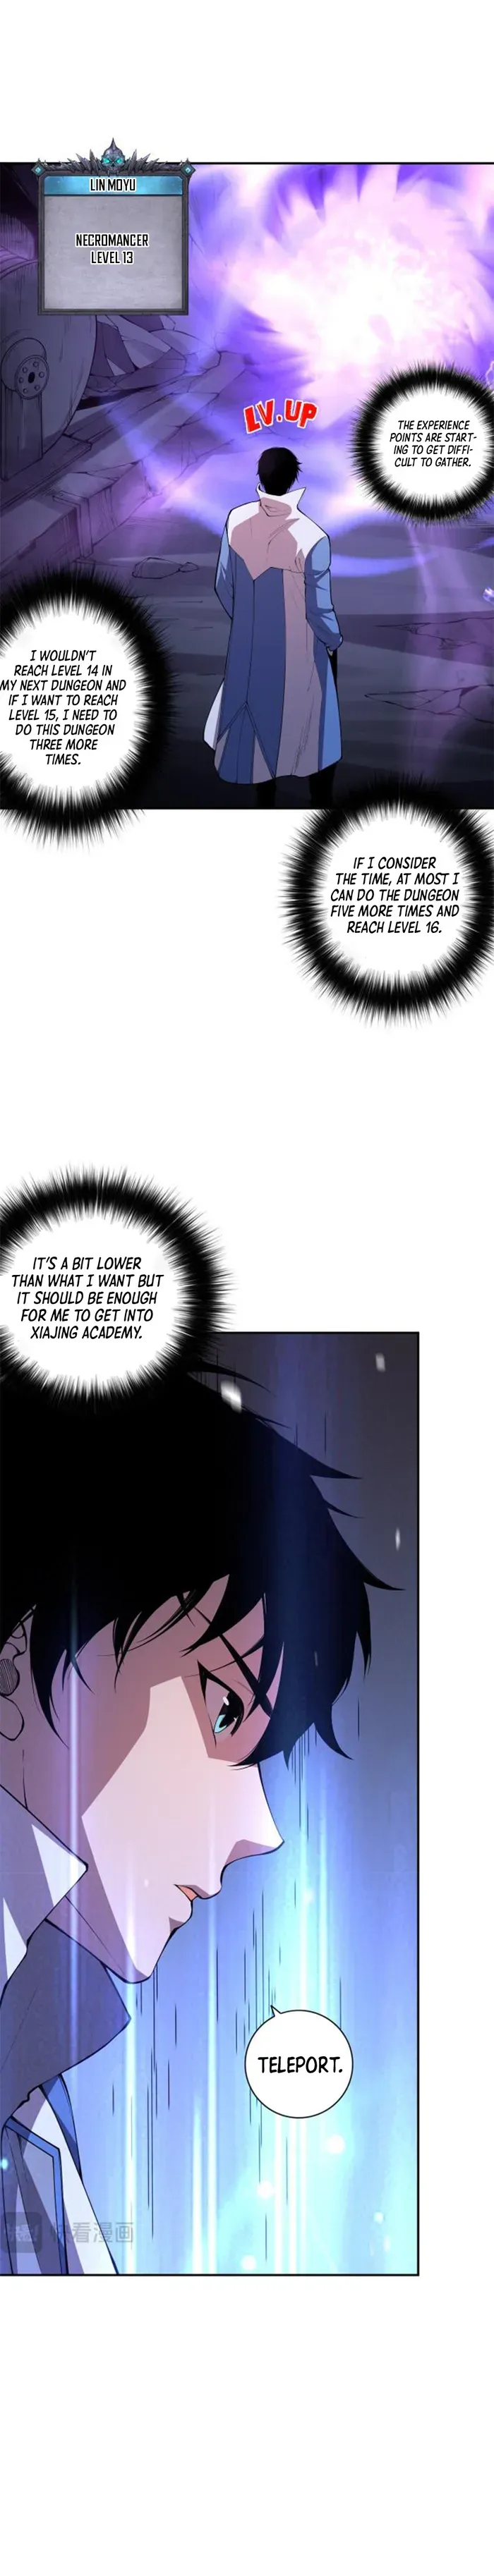 LIN MOYU
NECROMANCER
LEVEL 13
LV.UP
THE EXPERIENCE
POINTS ARE START-
ING TO GET DIFFI-
CULT TO GATHER.
I WOULDN'T
REACH LEVEL 14 IN
MY NEXT DUNGEON AND
IF I WANT TO REACH
LEVEL 15, I NEED TO
DO THIS DUNGEON
THREE MORE
TIMES.
IF I CONSIDER
THE TIME, AT MOST I
CAN DO THE DUNGEON
FIVE MORE TIMES AND
REACH LEVEL 16.
IT'S A BIT LOWER
THAN WHAT I WANT BUT
IT SHOULD BE ENOUGH
FOR ME TO GET INTO
XIAJING ACADEMY.
TELEPORT.
看漫画